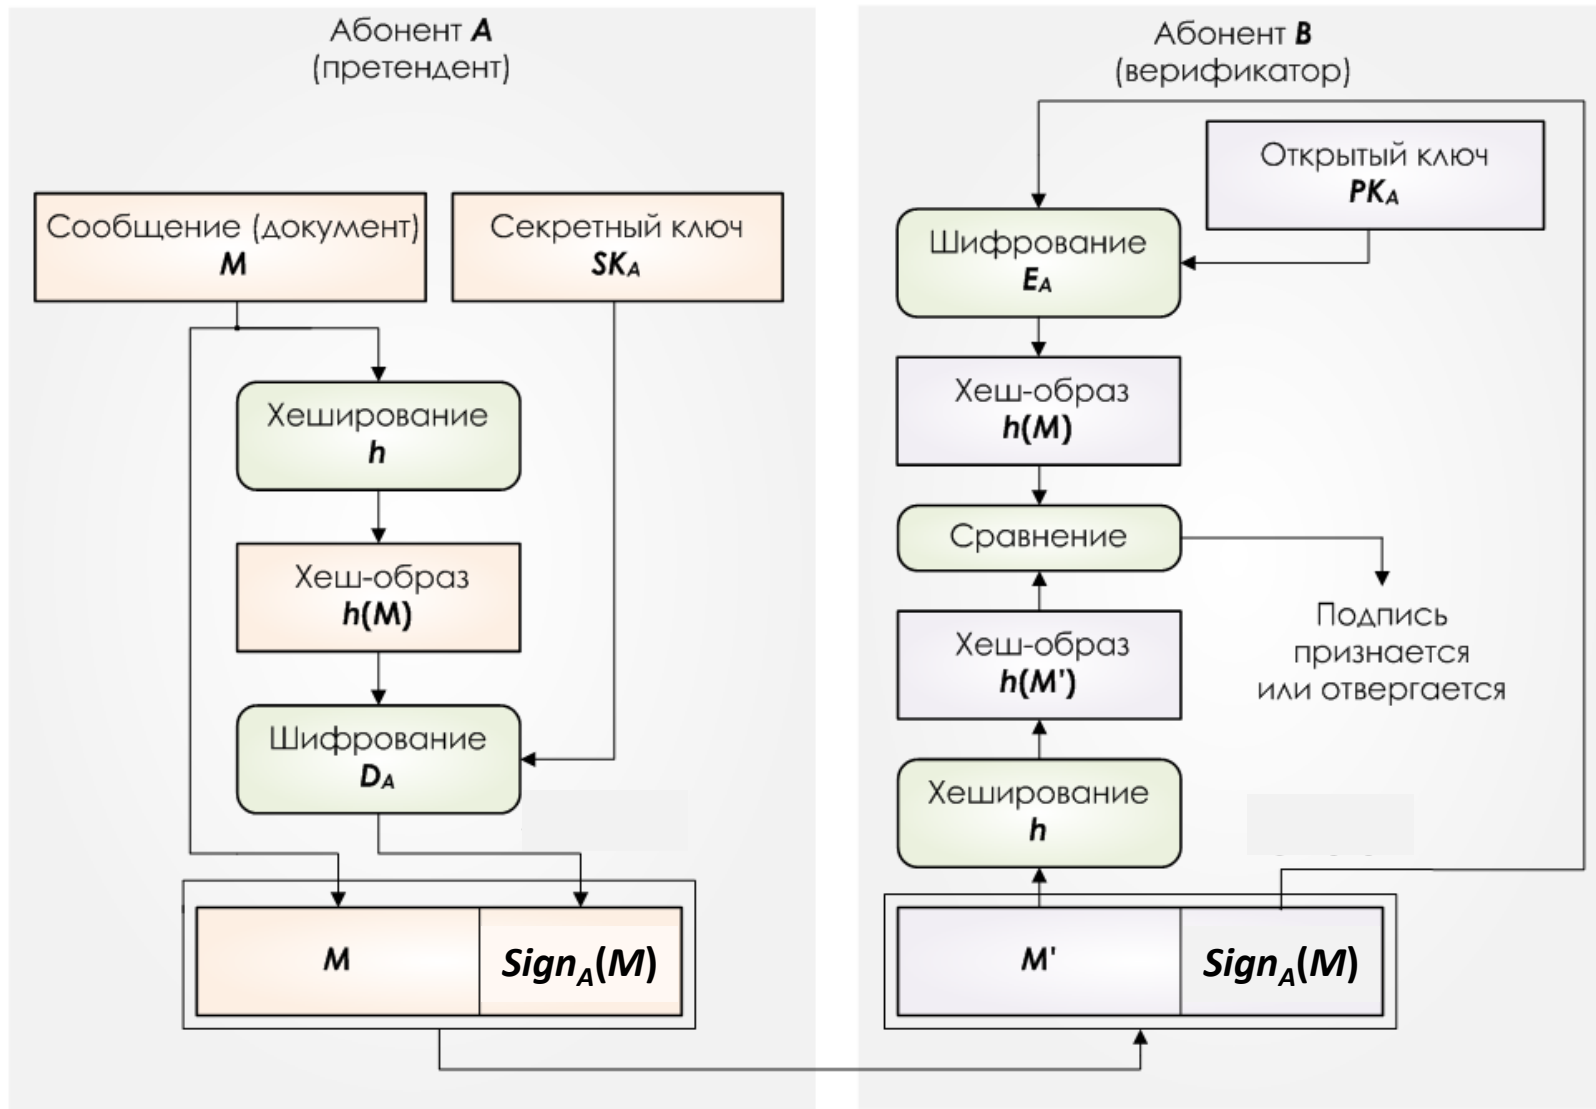 Абонент A
(претендент)
Сообщение (документ)
M
Секретный ключ
SKA
Хеширование
h
Хеш-образ
h(M)
Шифрование
DA
M
SignA(M)
Абонент B
(верификатор)
Открытый ключ
PKA
Шифрование
EA
Хеш-образ
h(M)
Сравнение
Подпись
признается
или отвергается
Хеш-образ
h(M')
Хеширование
h
M'
SignA(M)